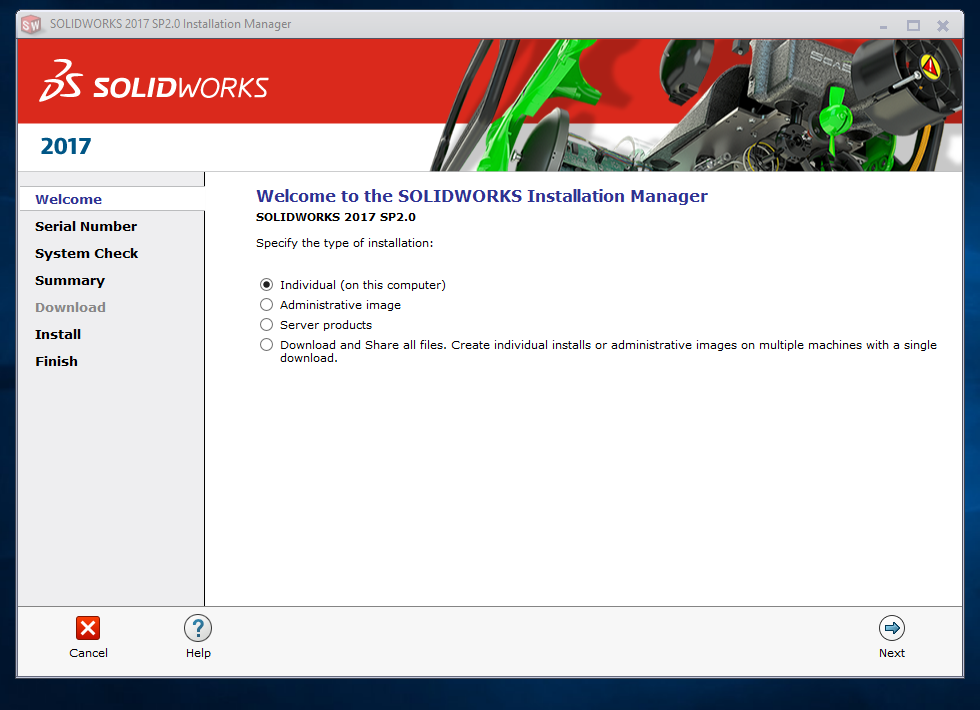 SW SOLIDWORKS 2017 SP2.0 Installation Manager
SOLIDWORKS
2017
Welcome
Serial Number
System Check
Summary
Download
Install
Finish
Welcome to the SOLIDWORKS Installation Manager
SOLIDWORKS 2017 SP2.0
Specify the type of installation:
Individual (on this computer)
Administrative image
Server products
Download and Share all files. Create individual installs or administrative images on multiple machines with a single
download.
Cancel
Help
Next